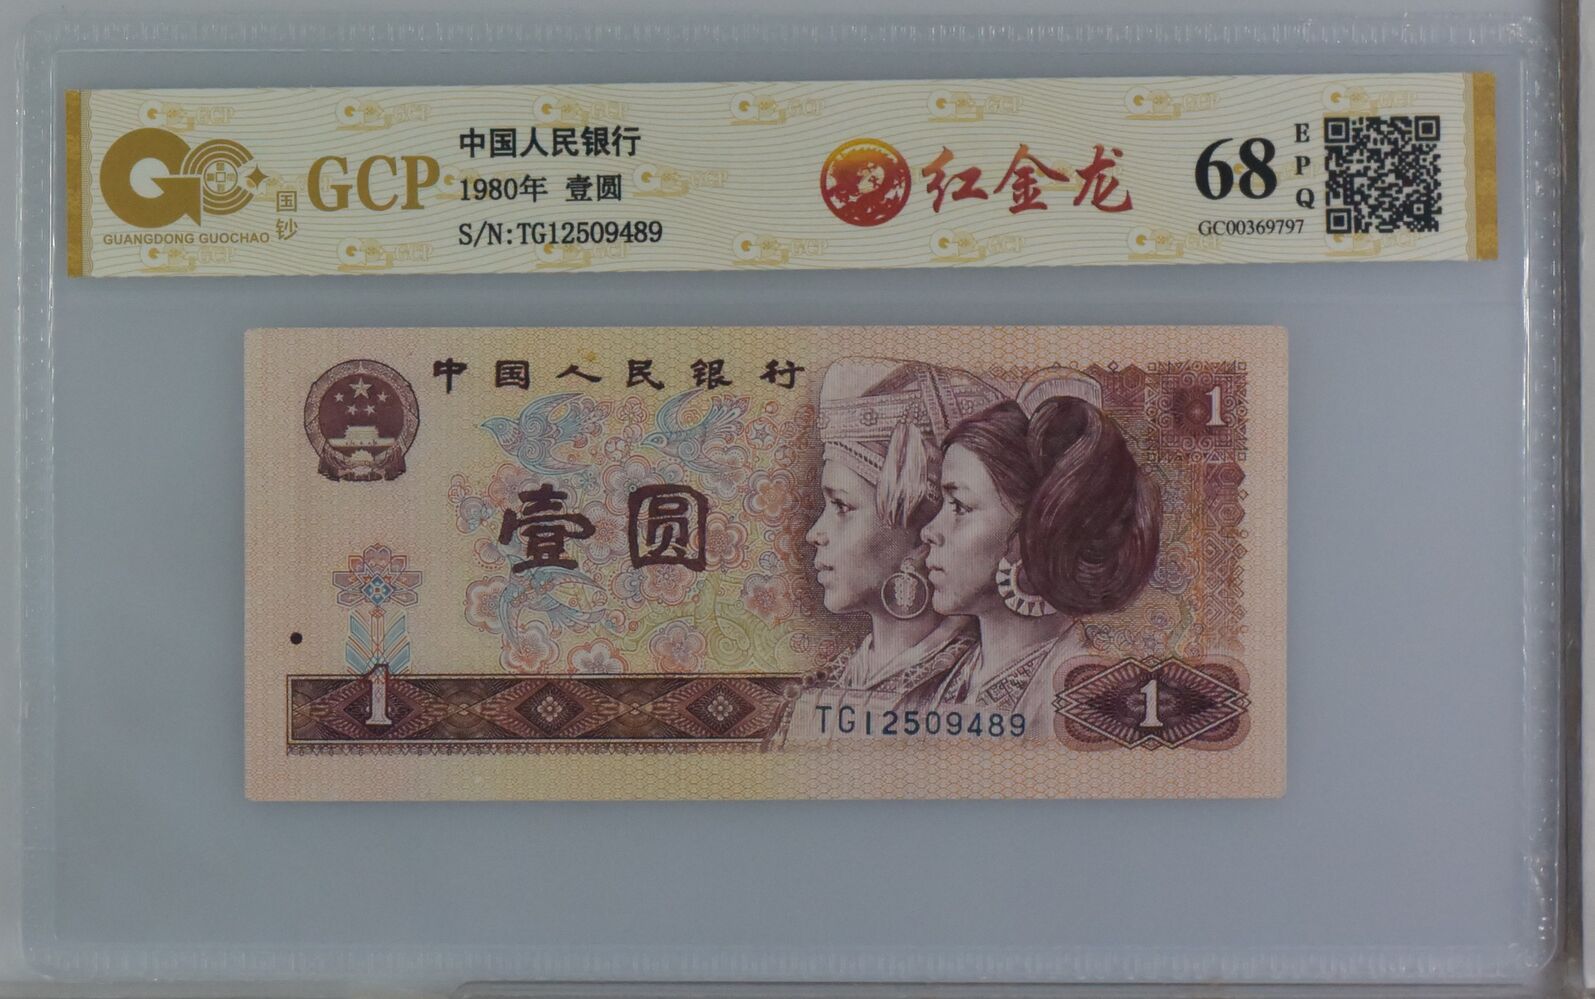 GUANGDONG GUOCHAO
国钞
GCP
中国人民银行
1980年 壹圆
S/N:TG12509489
红金龙
68
EPQ
GC00369797
中国人民银行
1
壹圆
1
TG12509489
1